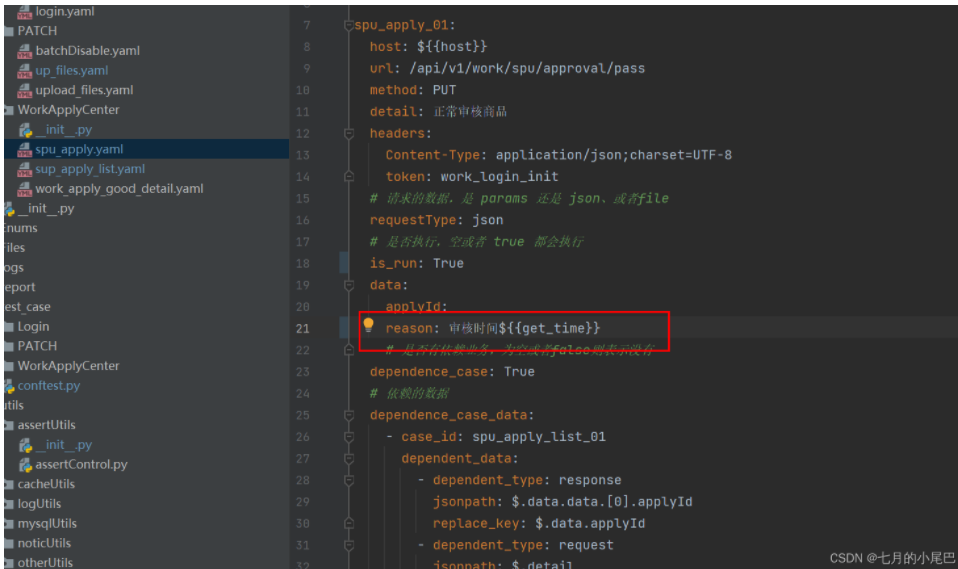 login.yaml
PATCH
batchDisable.yaml
up_files.yaml
upload_files.yaml
WorkApplyCenter
__init__.py
spu_apply.yaml
sup_apply_list.yaml
work_apply_good_detail.yaml
__init__.py
nums
iles
ogs
eport
est_case
Login
PATCH
WorkApplyCenter
conftest.py
utils
assertUtils
__init__.py
assertControl.py
cacheUtils
logUtils
mysqlUtils
noticUtils
otherUtils
7 spu_apply_01:
8 host: ${{host}}
9 url: /api/v1/work/spu/approval/pass
10 method: PUT
11 detail: 正常审核商品
12 headers:
13 Content-Type: application/json;charset=UTF-8
14 token: work_login_init
15 # 请求的数据，是 params 还是 json、或者file
16 requestType: json
17 # 是否执行，空或者 true 都会执行
18 is_run: True
19 data:
20 applyId:
21 reason: 审核时间${{get_time}}
22 # 是否有依赖业务，为空或者false则表示没有
23 dependence_case: True
24 # 依赖的数据
25 dependence_case_data:
26 - case_id: spu_apply_list_01
27 dependent_data:
28 - dependent_type: response
29 jsonpath: $.data.data.[0].applyId
30 replace_key: $.data.applyId
31 - dependent_type: request
32 jsonpath: $.detail
CSDN @七月的小尾巴